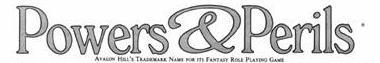 Powers & Perils
Avalon Hill's Trademark Name for its Fantasy Role Playing Game